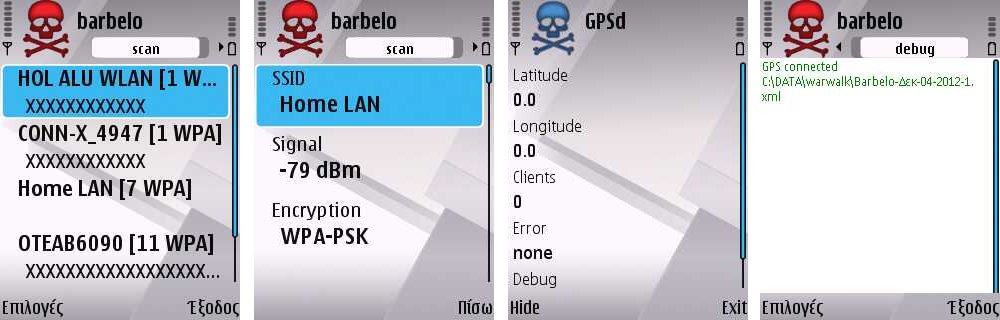 barbelo
scan
HOL ALU WLAN [1 W...
XXXXXXXXXXXX
CONN-X_4947 [1 WPA]
XXXXXXXXXXXX
Home LAN [7 WPA]
OTEAB6090 [11 WPA]
XXXXXXXXXXXXXXXXXX...
Επιλογές
Έξοδος
barbelo
scan
SSID
Home LAN
Signal
-79 dBm
Encryption
WPA-PSK
Πίσω
GPSd
Latitude
0.0
Longitude
0.0
Clients
0
Error
none
Debug
Hide
Exit
barbelo
debug
GPS connected
C:\DATA\warwalk\Barbelo-Δεκ-04-2012-1.
xml
Επιλογές
Έξοδος